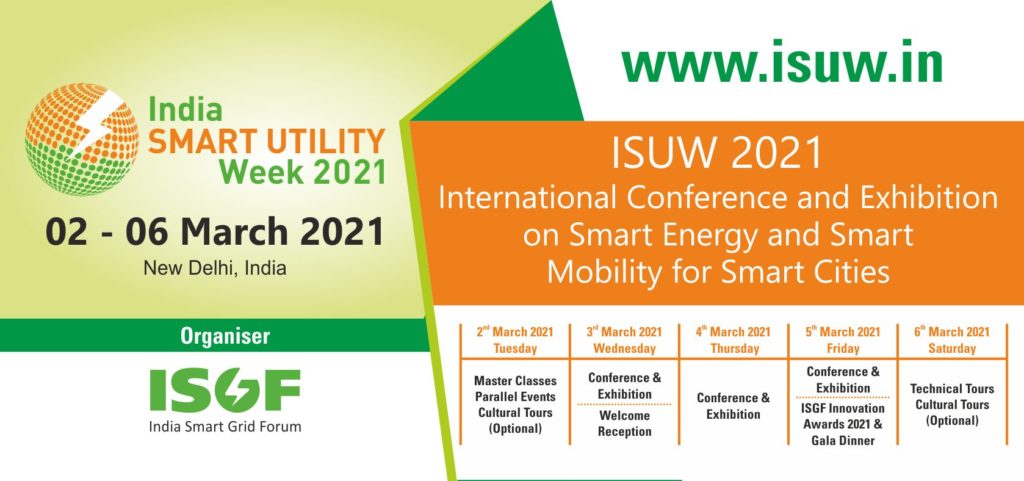 India
SMART UTILITY
Week 2021
02 - 06 March 2021
New Delhi, India
Organiser
ISGF
India Smart Grid Forum
www.isuw.in
ISUW 2021
International Conference and Exhibition
on Smart Energy and Smart
Mobility for Smart Cities
2nd March 2021
Tuesday
Master Classes
Parallel Events
Cultural Tours
(Optional)
3rd March 2021
Wednesday
Conference &
Exhibition
Welcome
Reception
4th March 2021
Thursday
Conference &
Exhibition
5th March 2021
Friday
Conference &
Exhibition
ISGF Innovation
Awards 2021 &
Gala Dinner
6th March 2021
Saturday
Technical Tours
Cultural Tours
(Optional)